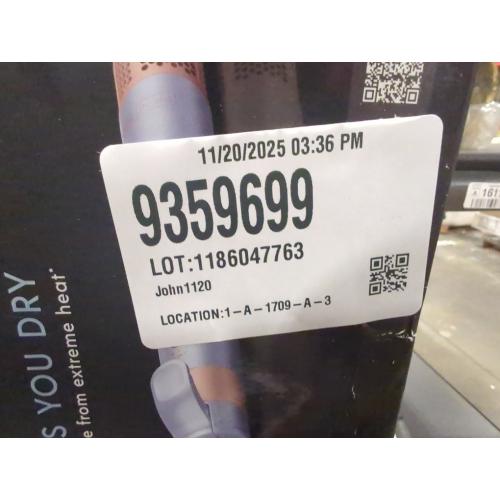 11/20/2025 03:36 PM
9359699
LOT:1186047763
John1120
LOCATION:1-A-1709-A-3
S YOU DRY
e from extreme heat*
161